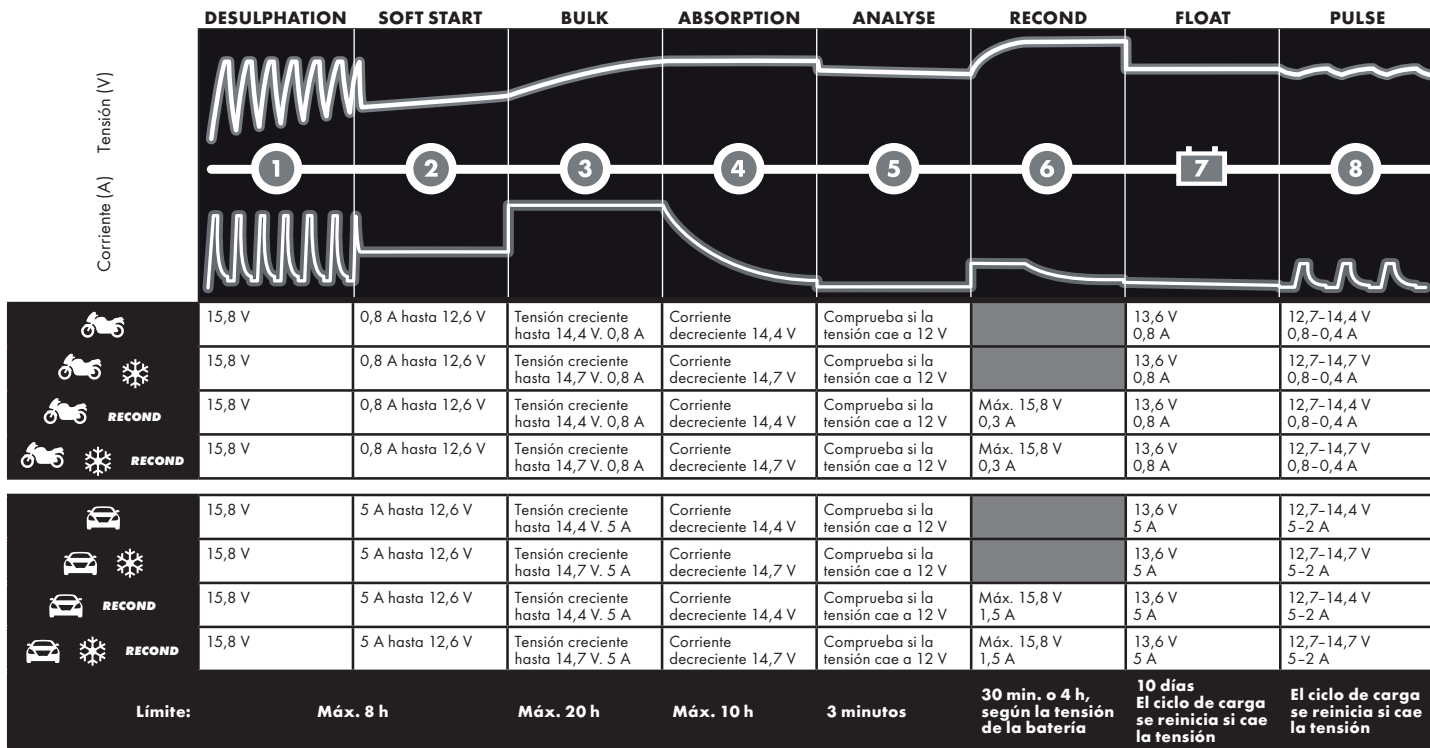 DESULPHATION SOFT START BULK ABSORPTION ANALYSE RECOND FLOAT PULSE
Tensión (V)
Corriente (A)
1 2 3 4 5 6 7 8
15,8 V 0,8 A hasta 12,6 V Tensión creciente Corriente Comprueba si la 13,6 V 12,7–14,4 V
hasta 14,4 V. 0,8 A decreciente 14,4 V tensión cae a 12 V 0,8 A 0,8–0,4 A
15,8 V 0,8 A hasta 12,6 V Tensión creciente Corriente Comprueba si la 13,6 V 12,7–14,7 V
hasta 14,7 V. 0,8 A decreciente 14,7 V tensión cae a 12 V 0,8 A 0,8–0,4 A
RECOND 15,8 V 0,8 A hasta 12,6 V Tensión creciente Corriente Comprueba si la Máx. 15,8 V 13,6 V 12,7–14,4 V
hasta 14,4 V. 0,8 A decreciente 14,4 V tensión cae a 12 V 0,3 A 0,8 A 0,8–0,4 A
RECOND 15,8 V 0,8 A hasta 12,6 V Tensión creciente Corriente Comprueba si la Máx. 15,8 V 13,6 V 12,7–14,7 V
hasta 14,7 V. 0,8 A decreciente 14,7 V tensión cae a 12 V 0,3 A 0,8 A 0,8–0,4 A
15,8 V 5 A hasta 12,6 V Tensión creciente Corriente Comprueba si la 13,6 V 12,7–14,4 V
hasta 14,4 V. 5 A decreciente 14,4 V tensión cae a 12 V 5 A 5–2 A
15,8 V 5 A hasta 12,6 V Tensión creciente Corriente Comprueba si la 13,6 V 12,7–14,7 V
hasta 14,7 V. 5 A decreciente 14,7 V tensión cae a 12 V 5 A 5–2 A
RECOND 15,8 V 5 A hasta 12,6 V Tensión creciente Corriente Comprueba si la Máx. 15,8 V 13,6 V 12,7–14,4 V
hasta 14,4 V. 5 A decreciente 14,4 V tensión cae a 12 V 1,5 A 5 A 5–2 A
RECOND 15,8 V 5 A hasta 12,6 V Tensión creciente Corriente Comprueba si la Máx. 15,8 V 13,6 V 12,7–14,7 V
hasta 14,7 V. 5 A decreciente 14,7 V tensión cae a 12 V 1,5 A 5 A 5–2 A
Límite: Máx. 8 h Máx. 20 h Máx. 10 h 3 minutos
30 min. o 4 h,
según la tensión
de la batería
10 días
El ciclo de carga
se reinicia si cae
la tensión
El ciclo de carga
se reinicia si cae
la tensión